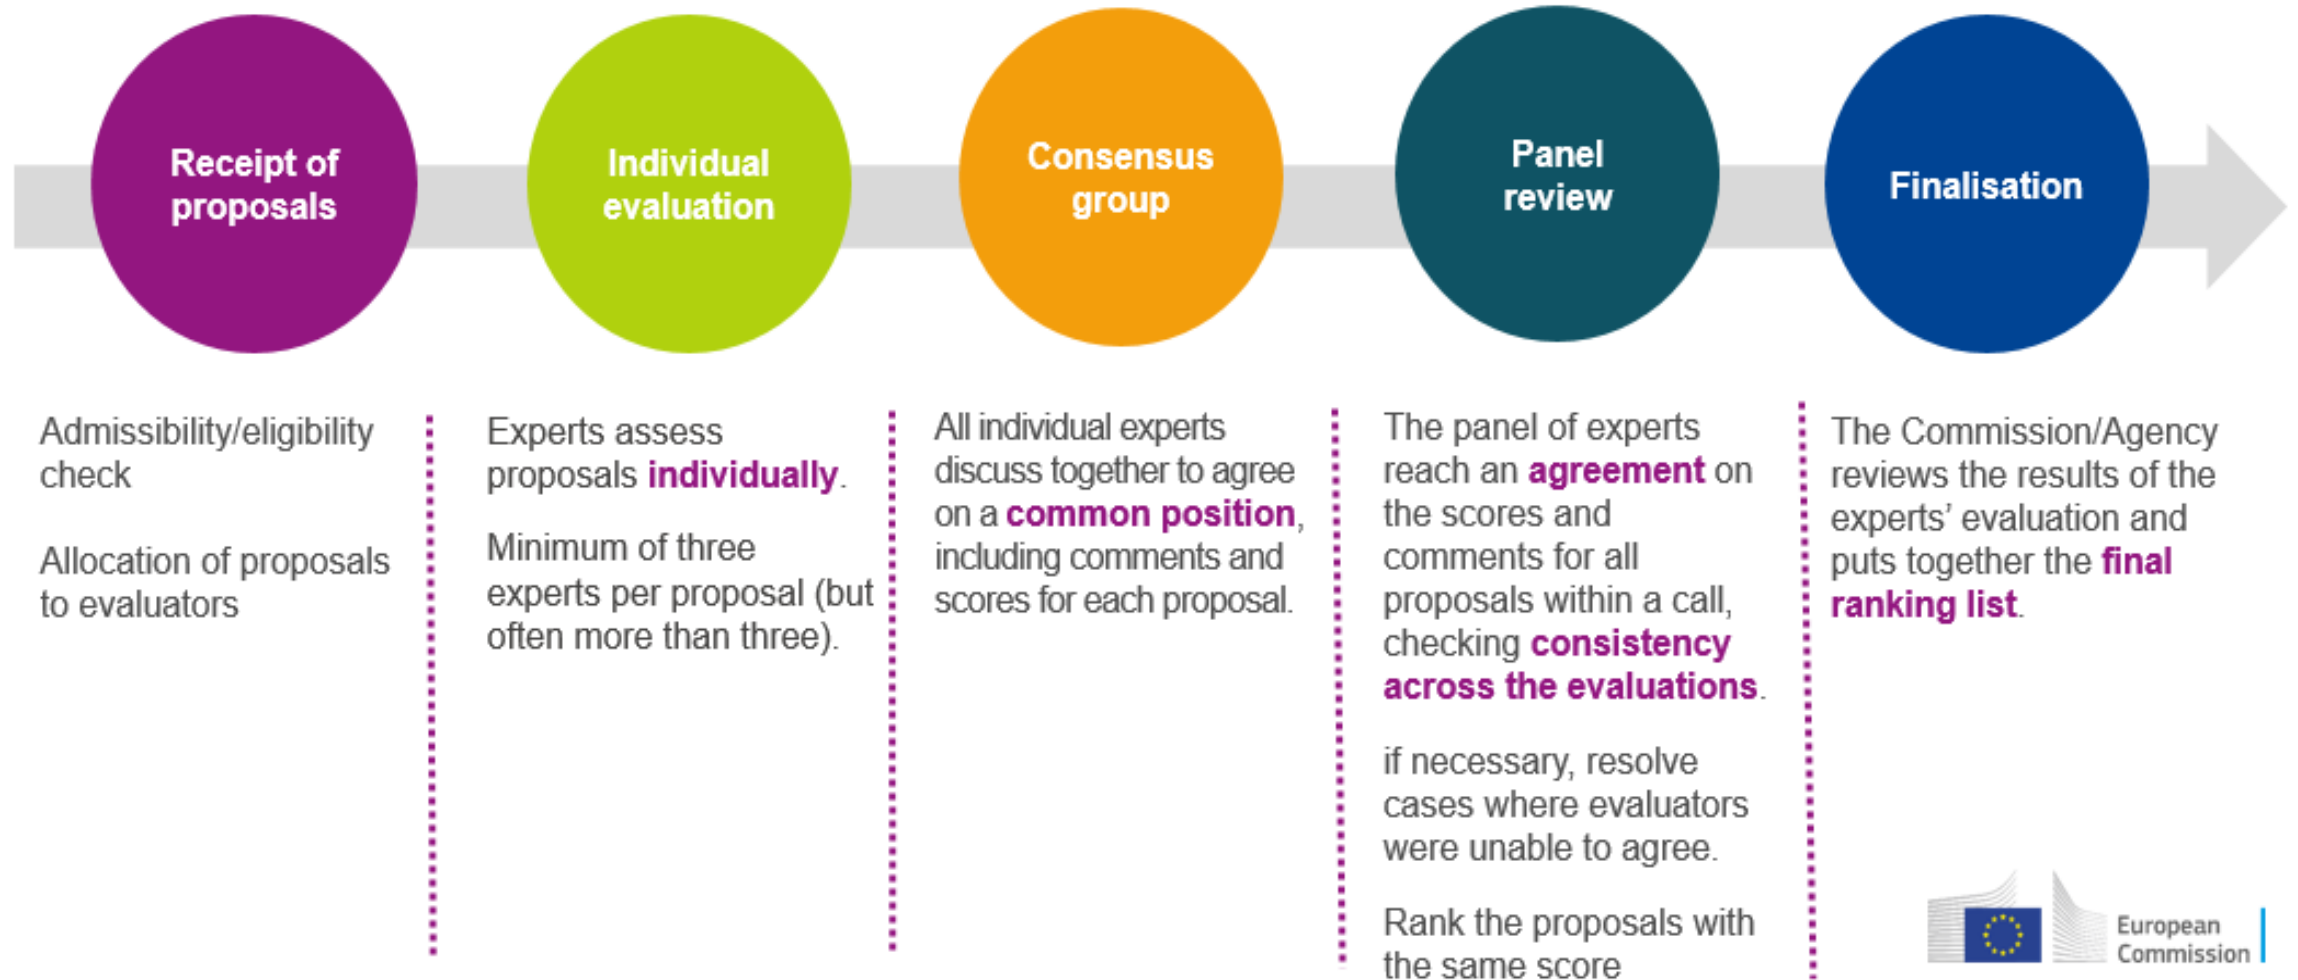 Receipt of
proposals
Individual
evaluation
Consensus
group
Panel
review
Finalisation
Admissibility/eligibility
check
Allocation of proposals
to evaluators
Experts assess
proposals individually.
Minimum of three
experts per proposal (but
often more than three).
All individual experts
discuss together to agree
on a common position,
including comments and
scores for each proposal.
The panel of experts
reach an agreement on
the scores and
comments for all
proposals within a call,
checking consistency
across the evaluations.
if necessary, resolve
cases where evaluators
were unable to agree.
Rank the proposals with
the same score
The Commission/Agency
reviews the results of the
experts’ evaluation and
puts together the final
ranking list.
European
Commission